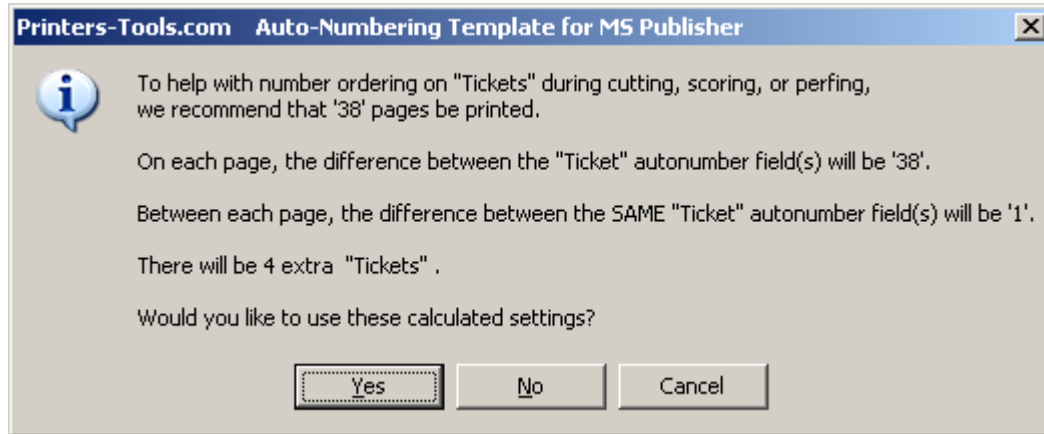 Printers-Tools.com Auto-Numbering Template for MS Publisher
To help with number ordering on "Tickets" during cutting, scoring, or perfing,
we recommend that '38' pages be printed.
On each page, the difference between the "Ticket" autonumber field(s) will be '38'.
Between each page, the difference between the SAME "Ticket" autonumber field(s) will be '1'.
There will be 4 extra "Tickets" .
Would you like to use these calculated settings?
Yes No Cancel